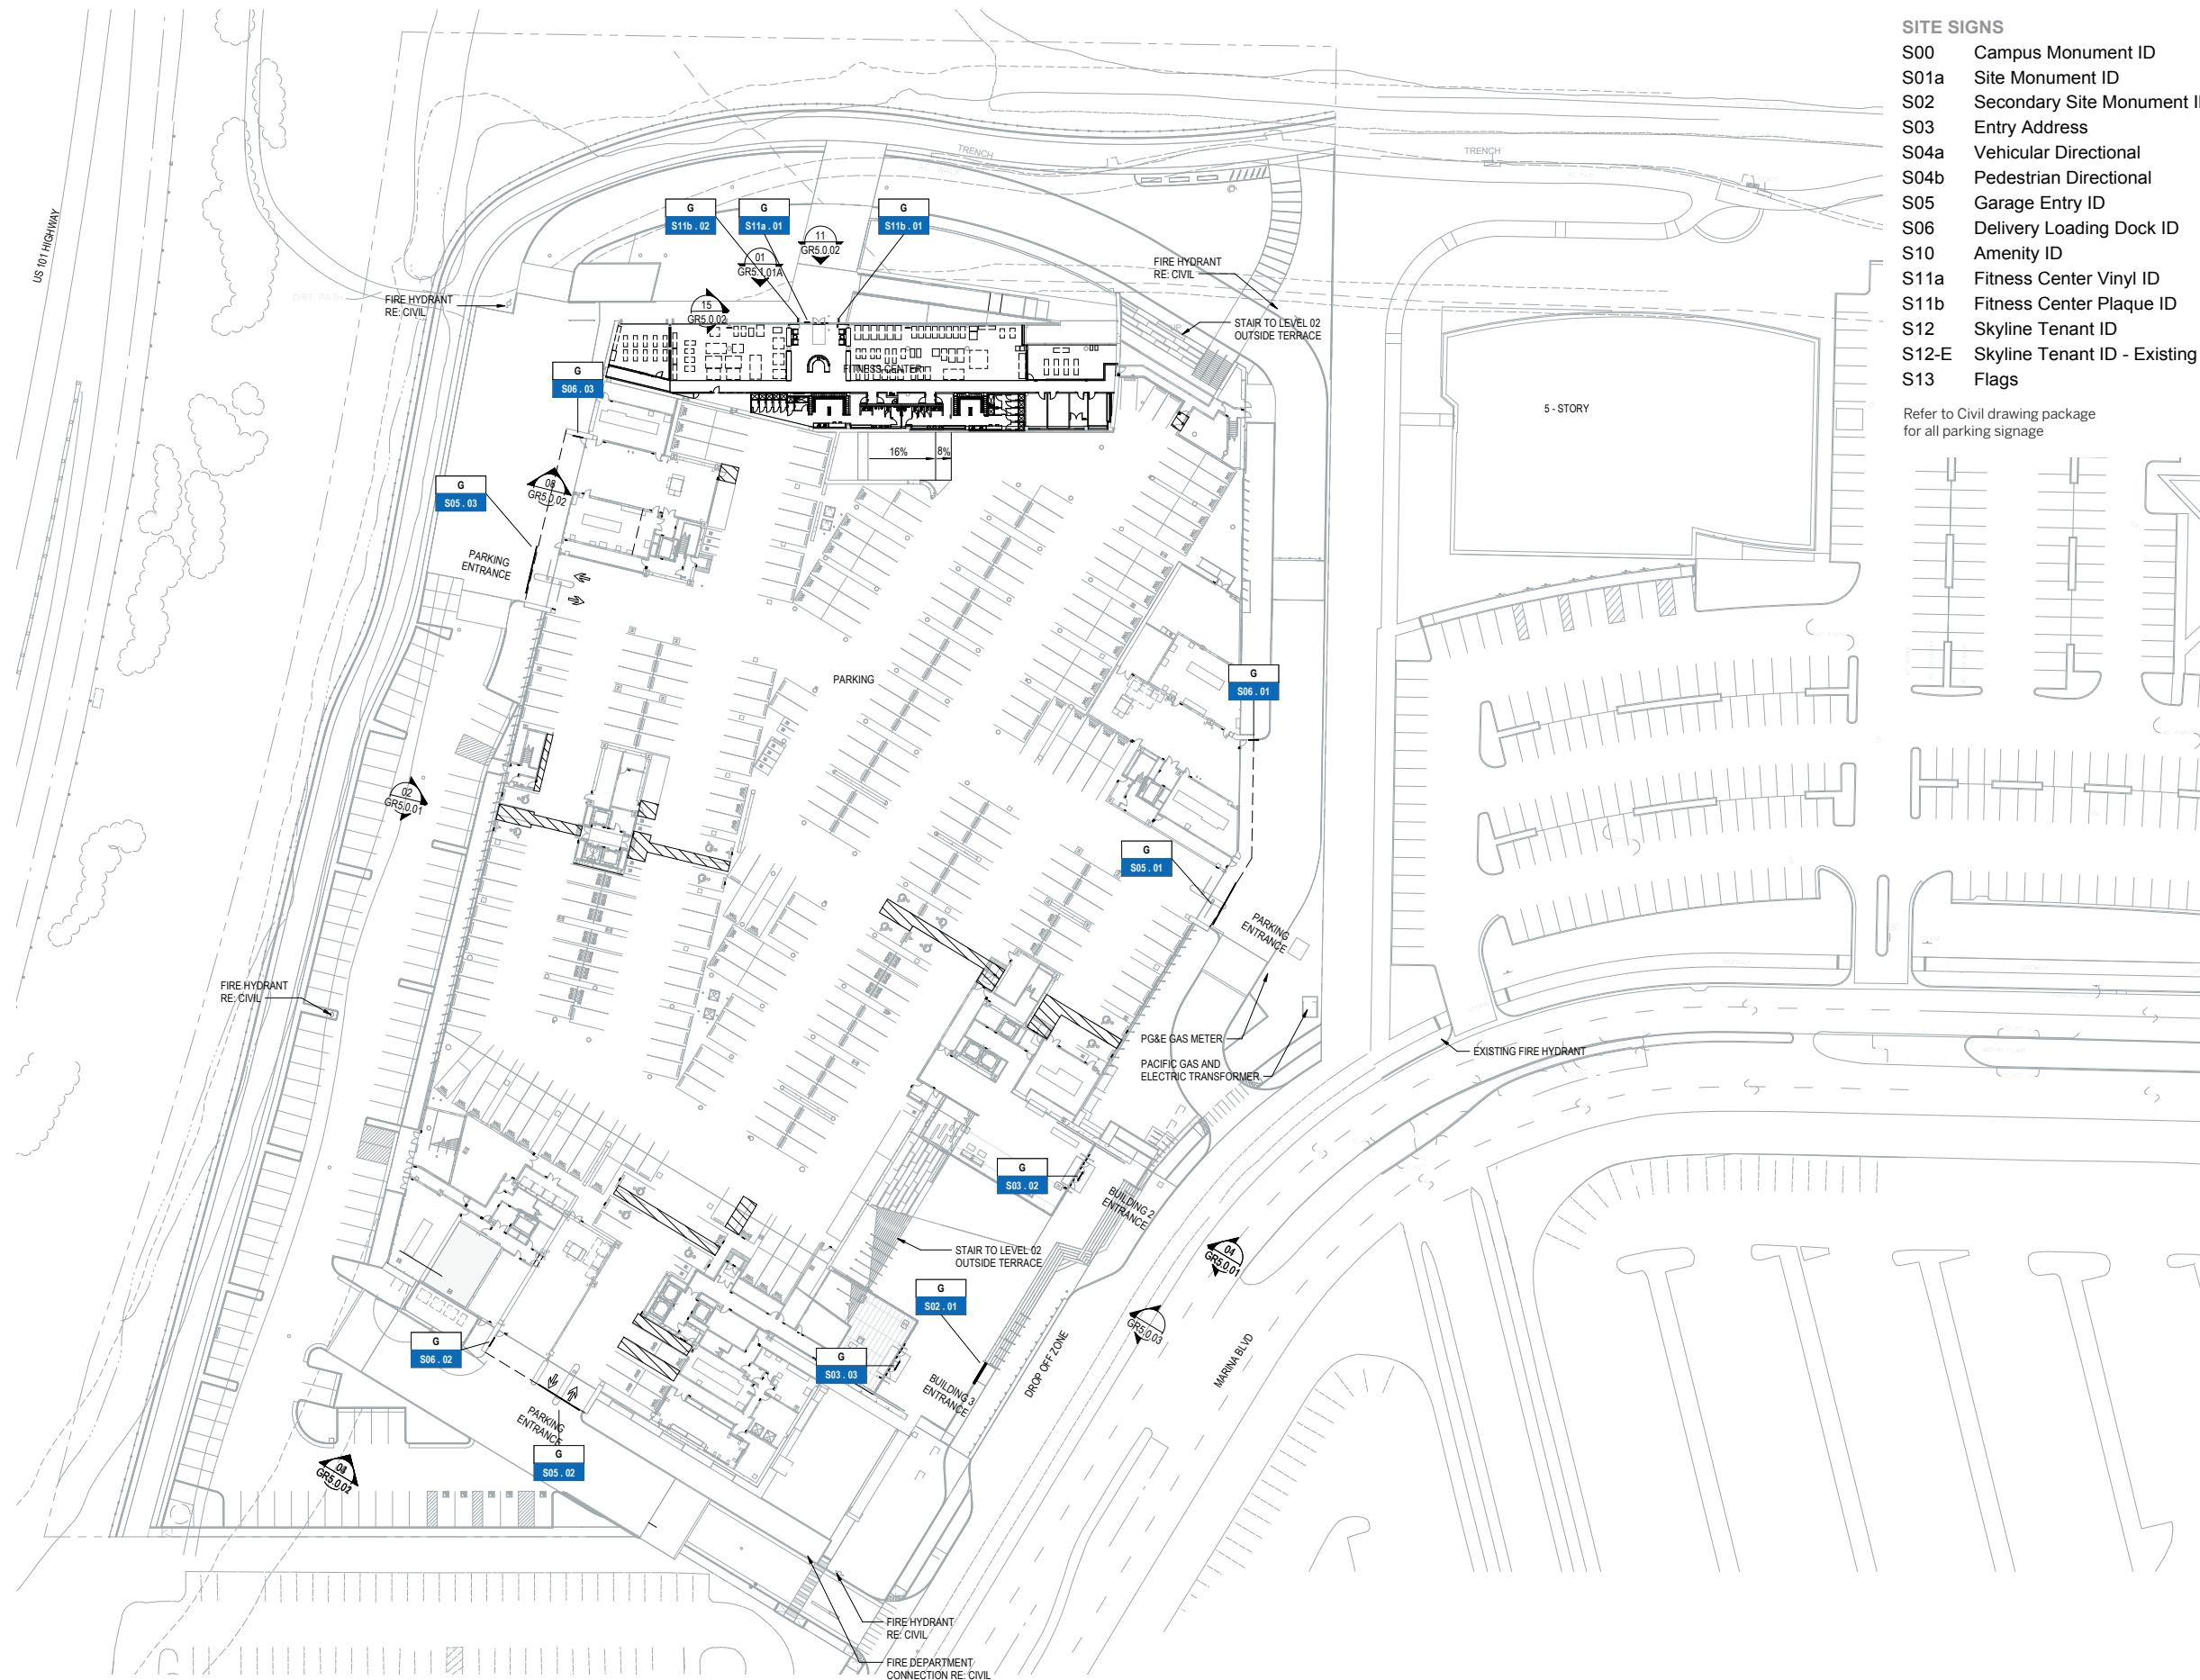 SITE SIGNS
S00 Campus Monument ID
S01a Site Monument ID
S02 Secondary Site Monument I
S03 Entry Address
S04a Vehicular Directional
S04b Pedestrian Directional
S05 Garage Entry ID
S06 Delivery Loading Dock ID
S10 Amenity ID
S11a Fitness Center Vinyl ID
S11b Fitness Center Plaque ID
S12 Skyline Tenant ID
S12-E Skyline Tenant ID - Existing
S13 Flags
Refer to Civil drawing package
for all parking signage
US 101 HIGHWAY
TRENCH
TRENCH
DIRT PATH
G
S11b . 02
G
S11a . 01
G
S11b . 01
11
GR5.0.02
01
GR5.1.01A
15
GR5.0.02
FIRE HYDRANT
RE: CIVIL
FIRE HYDRANT
RE: CIVIL
STAIR TO LEVEL 02
OUTSIDE TERRACE
UP
FITNESS CENTER
G
S06 . 03
5 - STORY
16%
8%
G
S05 . 03
08
GR5.0.02
PARKING
ENTRANCE
PARKING
G
S06 . 01
02
GR5.0.01
G
S05 . 01
PARKING
ENTRANCE
FIRE HYDRANT
RE: CIVIL
PG&E GAS METER
PACIFIC GAS AND
ELECTRIC TRANSFORMER
EXISTING FIRE HYDRANT
G
S03 . 02
BUILDING 2
ENTRANCE
STAIR TO LEVEL 02
OUTSIDE TERRACE
04
GR5.0.01
G
S02 . 01
03
GR5.0.03
G
S06 . 02
G
S03 . 03
BUILDING 3
ENTRANCE
DROP OFF ZONE
MARINA BLVD
PARKING
ENTRANCE
G
S05 . 02
GR5.0.02
FIRE HYDRANT
RE: CIVIL
FIRE DEPARTMENT
CONNECTION RE: CIVIL